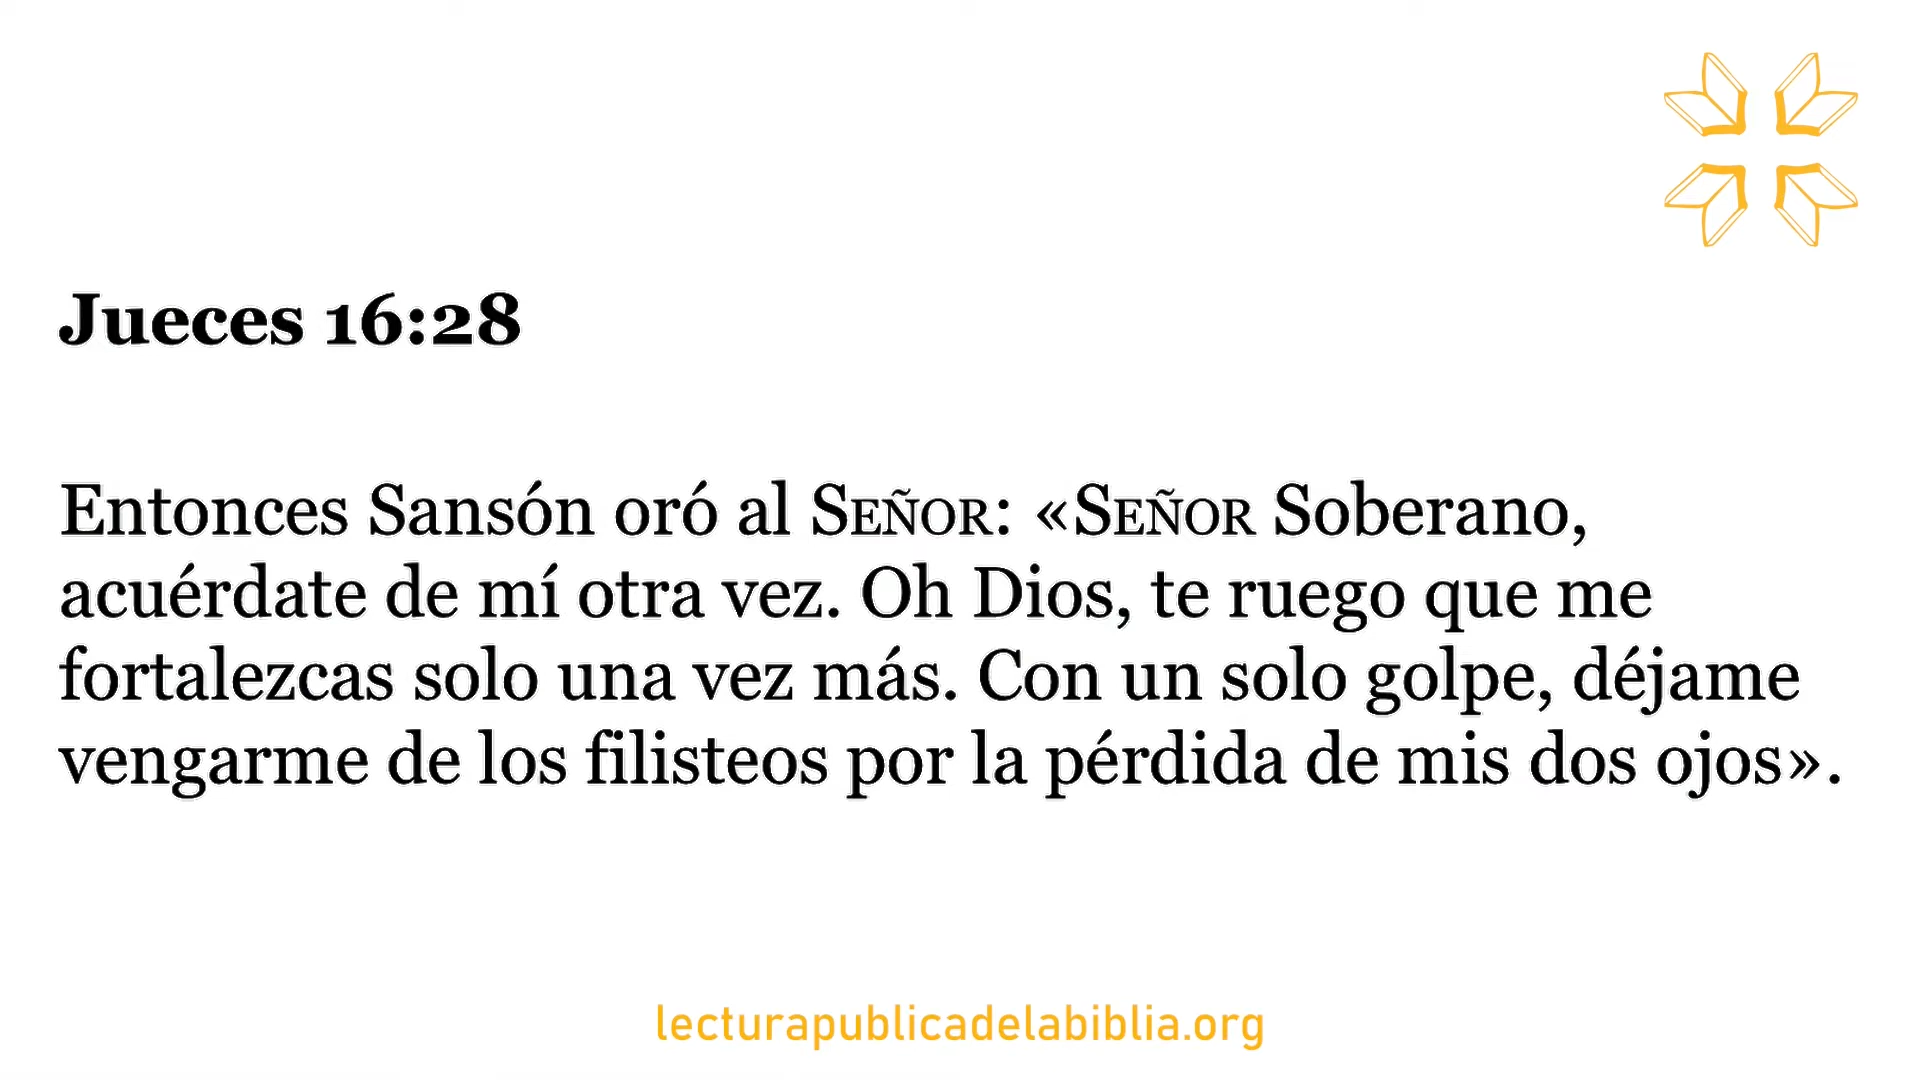 Jueces 16:28
Entonces Sansón oró al SEÑOR: «SEÑOR Soberano,
acuérdate de mí otra vez. Oh Dios, te ruego que me
fortalezcas solo una vez más. Con un solo golpe, déjame
vengarme de los filisteos por la pérdida de mis dos ojos».
lecturapublicadelabiblia.org